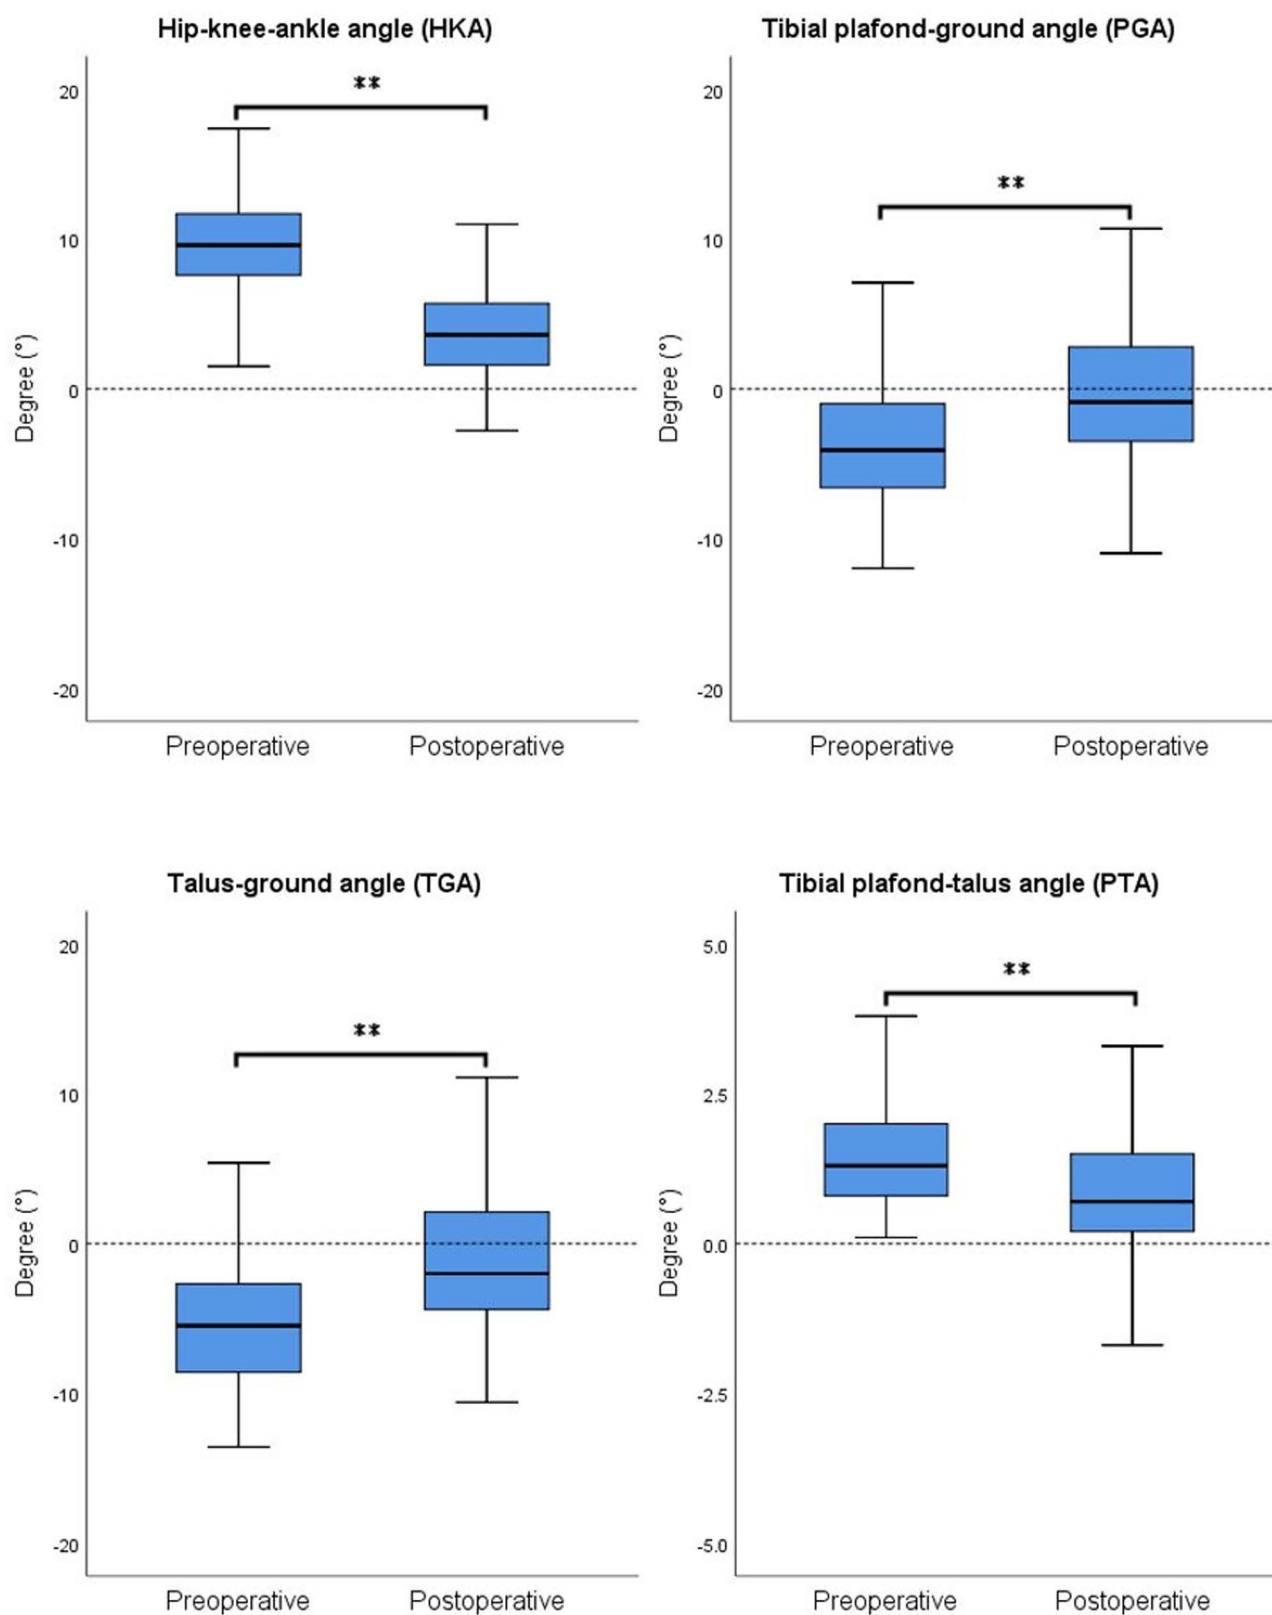 Hip-knee-ankle angle (HKA)
**
20
10
0
-10
-20
Degree (°)
Preoperative Postoperative
Tibial plafond-ground angle (PGA)
**
20
10
0
-10
-20
Degree (°)
Preoperative Postoperative
Talus-ground angle (TGA)
**
20
10
0
-10
-20
Degree (°)
Preoperative Postoperative
Tibial plafond-talus angle (PTA)
**
5.0
2.5
0.0
-2.5
-5.0
Degree (°)
Preoperative Postoperative